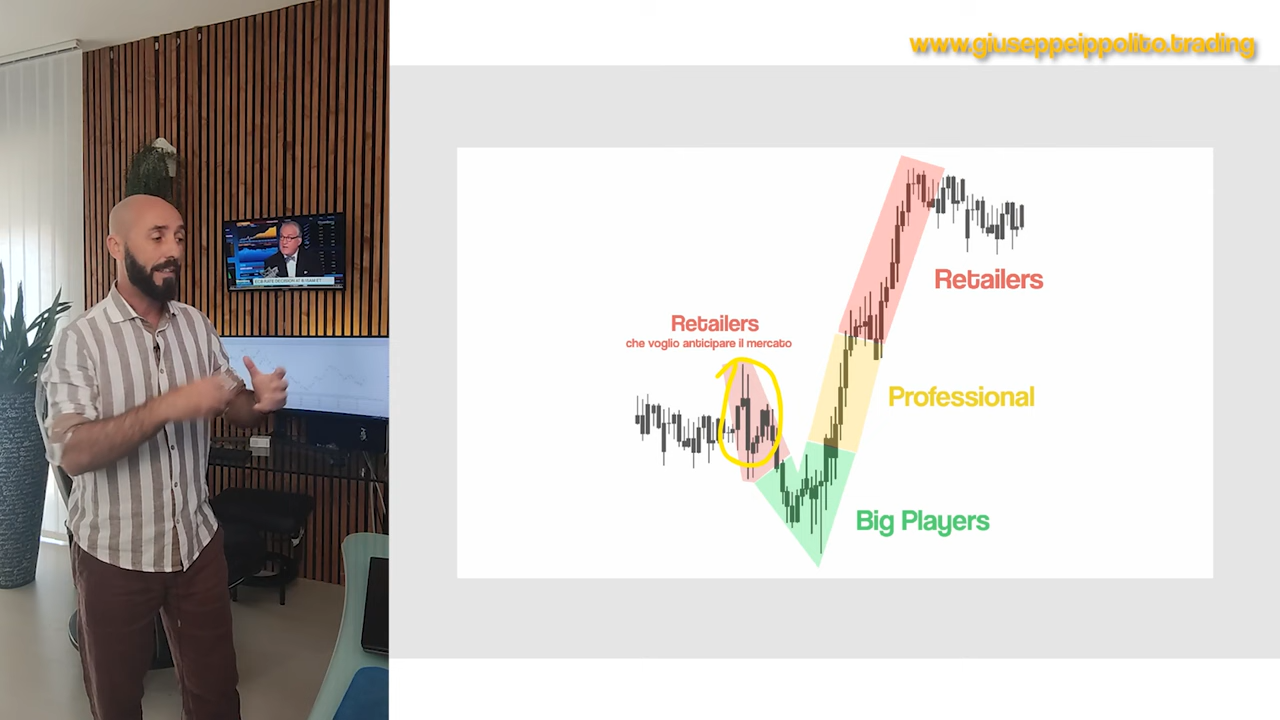 www.giuseppeippolito.trading
Retailers
Retailers
che voglio anticipare il mercato
Professional
Big Players